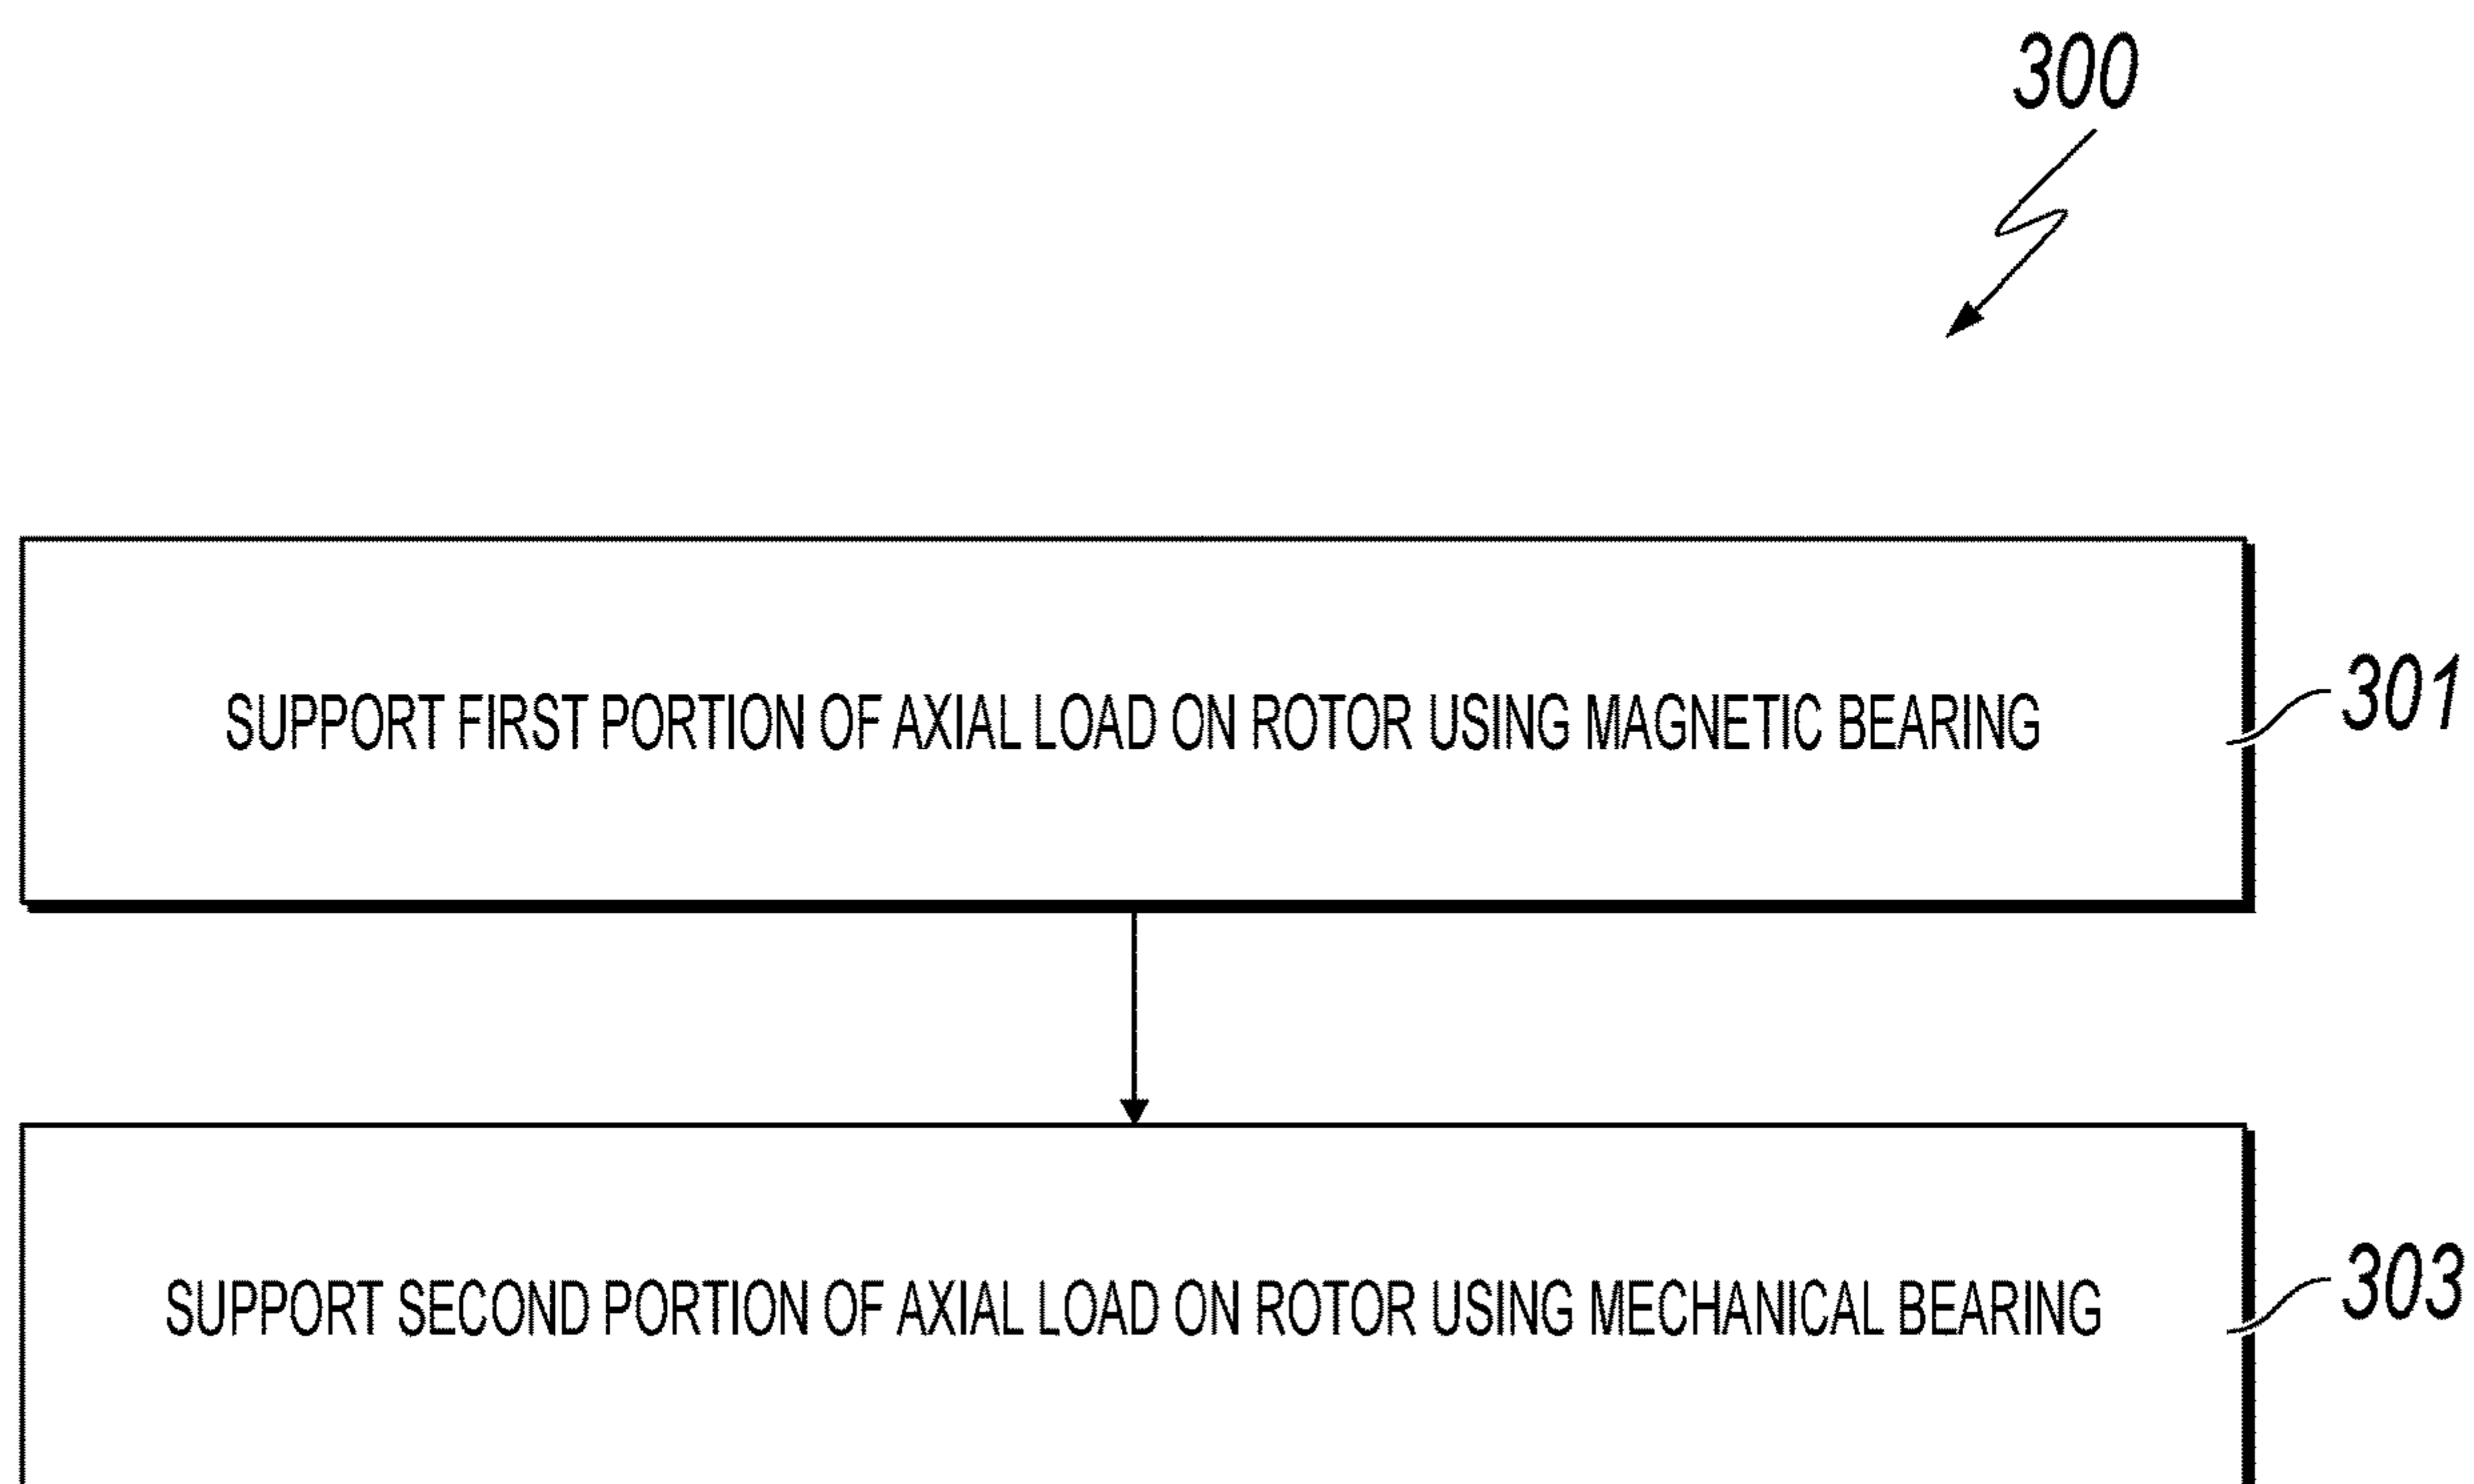 300
SUPPORT FIRST PORTION OF AXIAL LOAD ON ROTOR USING MAGNETIC BEARING
301
SUPPORT SECOND PORTION OF AXIAL LOAD ON ROTOR USING MECHANICAL BEARING
303